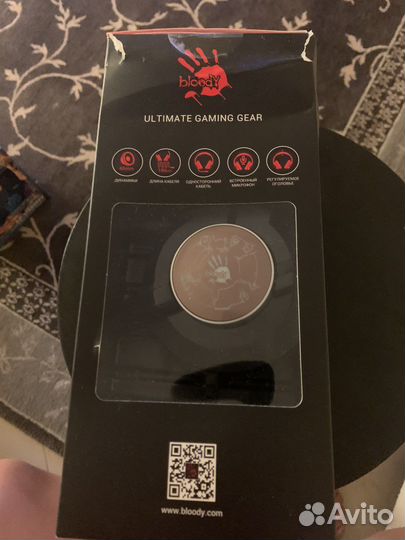 bloody
ULTIMATE GAMING GEAR
ДИНАМИКИ
ДЛИНА КАБЕЛЯ
ОДНОСТОРОННИЙ КАБЕЛЬ
ВСТРОЕННЫЙ МИКРОФОН
РЕГУЛИРУЕМОЕ ОГОЛОВЬЕ
www.bloody.com
Avito